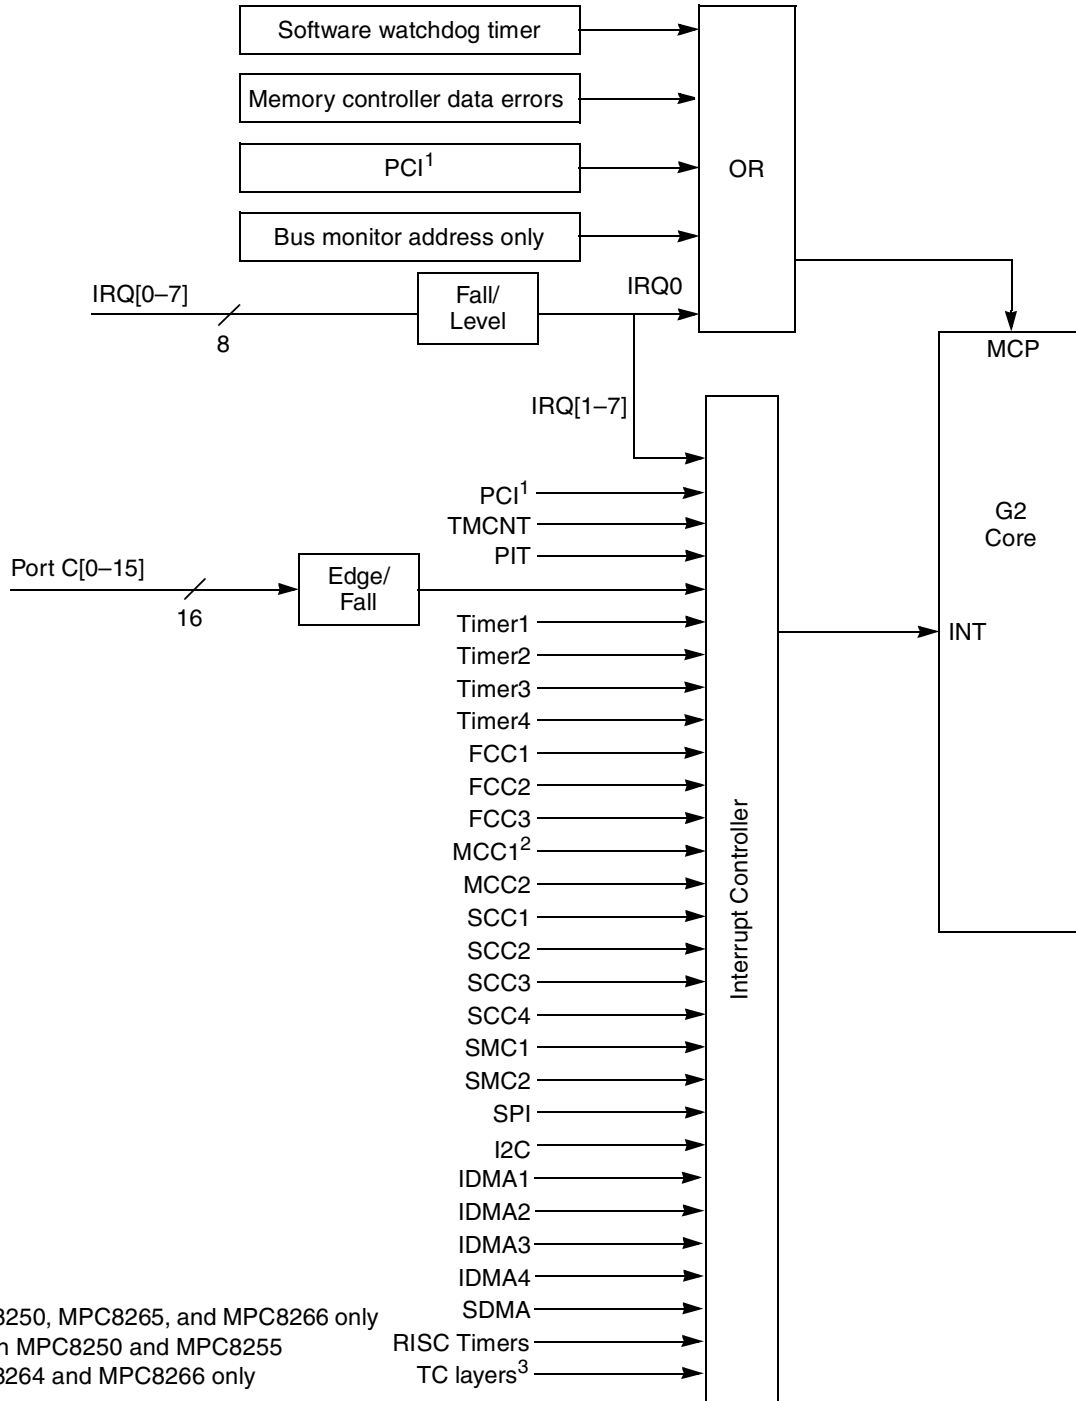 Software watchdog timer
Memory controller data errors
PCI1
Bus monitor address only
OR
IRQ[0–7]
8
Fall/
Level
IRQ0
IRQ[1–7]
MCP
G2
Core
INT
Interrupt Controller
PCI1
TMCNT
PIT
Port C[0–15]
16
Edge/
Fall
Timer1
Timer2
Timer3
Timer4
FCC1
FCC2
FCC3
MCC12
MCC2
SCC1
SCC2
SCC3
SCC4
SMC1
SMC2
SPI
I2C
IDMA1
IDMA2
IDMA3
IDMA4
SDMA
RISC Timers
TC layers3
8250, MPC8265, and MPC8266 only
MPC8250 and MPC8255
8264 and MPC8266 only